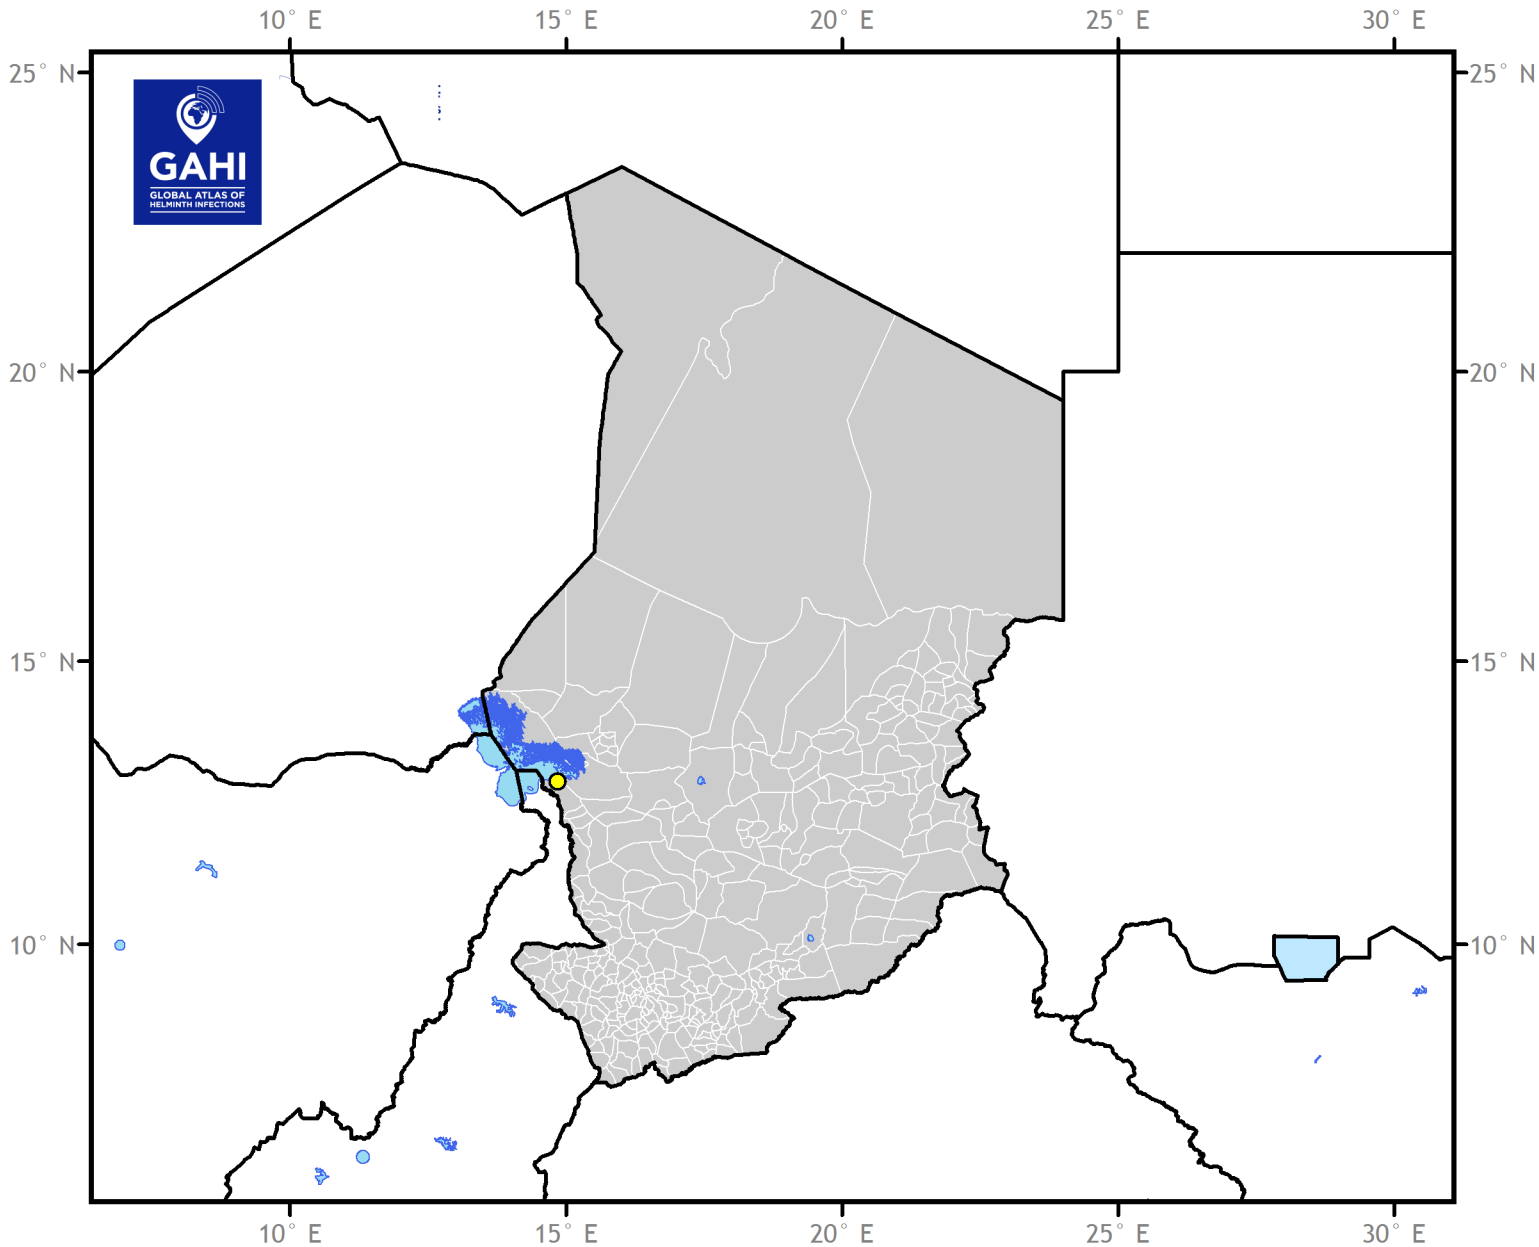 10° E 15° E 20° E 25° E 30° E
25° N 25° N
GAHI
GLOBAL ATLAS OF
HELMINTH INFECTIONS
20° N 20° N
15° N 15° N
10° N 10° N
10° E 15° E 20° E 25° E 30° E